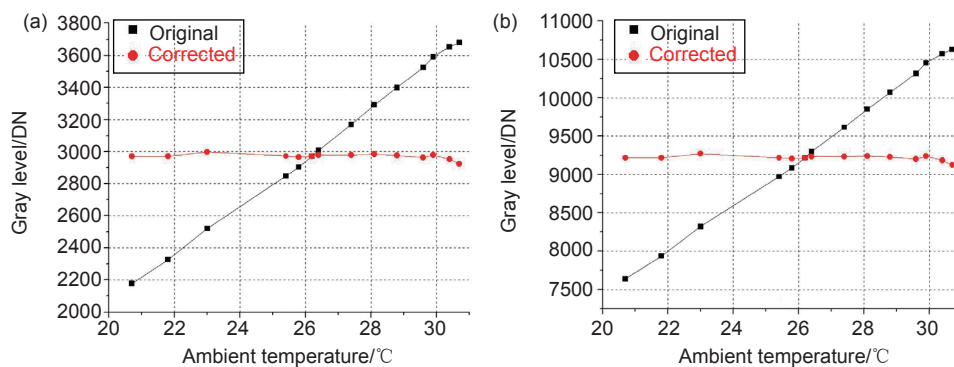 (a)
Original
Corrected
3800
3600
3400
3200
3000
2800
2600
2400
2200
2000
Gray level/DN
20 22 24 26 28 30
Ambient temperature/℃
(b)
Original
Corrected
11000
10500
10000
9500
9000
8500
8000
7500
Gray level/DN
20 22 24 26 28 30
Ambient temperature/℃